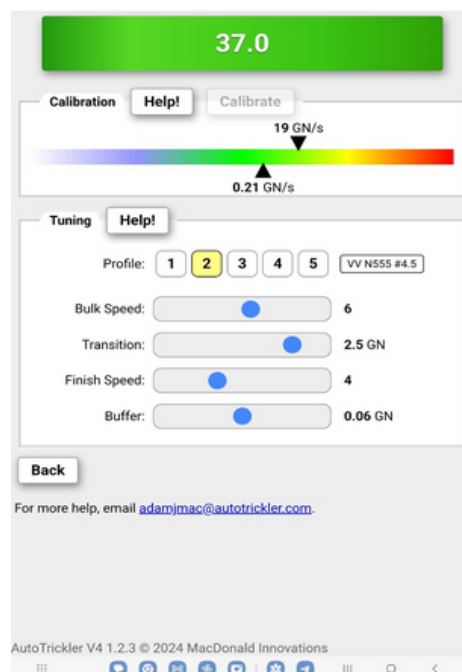 37.0
Calibration Help! Calibrate
19 GN/s
0.21 GN/s
Tuning Help!
Profile: 1 2 3 4 5 VV N555 #4.5
Bulk Speed: 6
Transition: 2.5 GN
Finish Speed: 4
Buffer: 0.06 GN
Back
For more help, email adamjmac@autotrickler.com.
AutoTrickler V4 1.2.3 © 2024 MacDonald Innovations